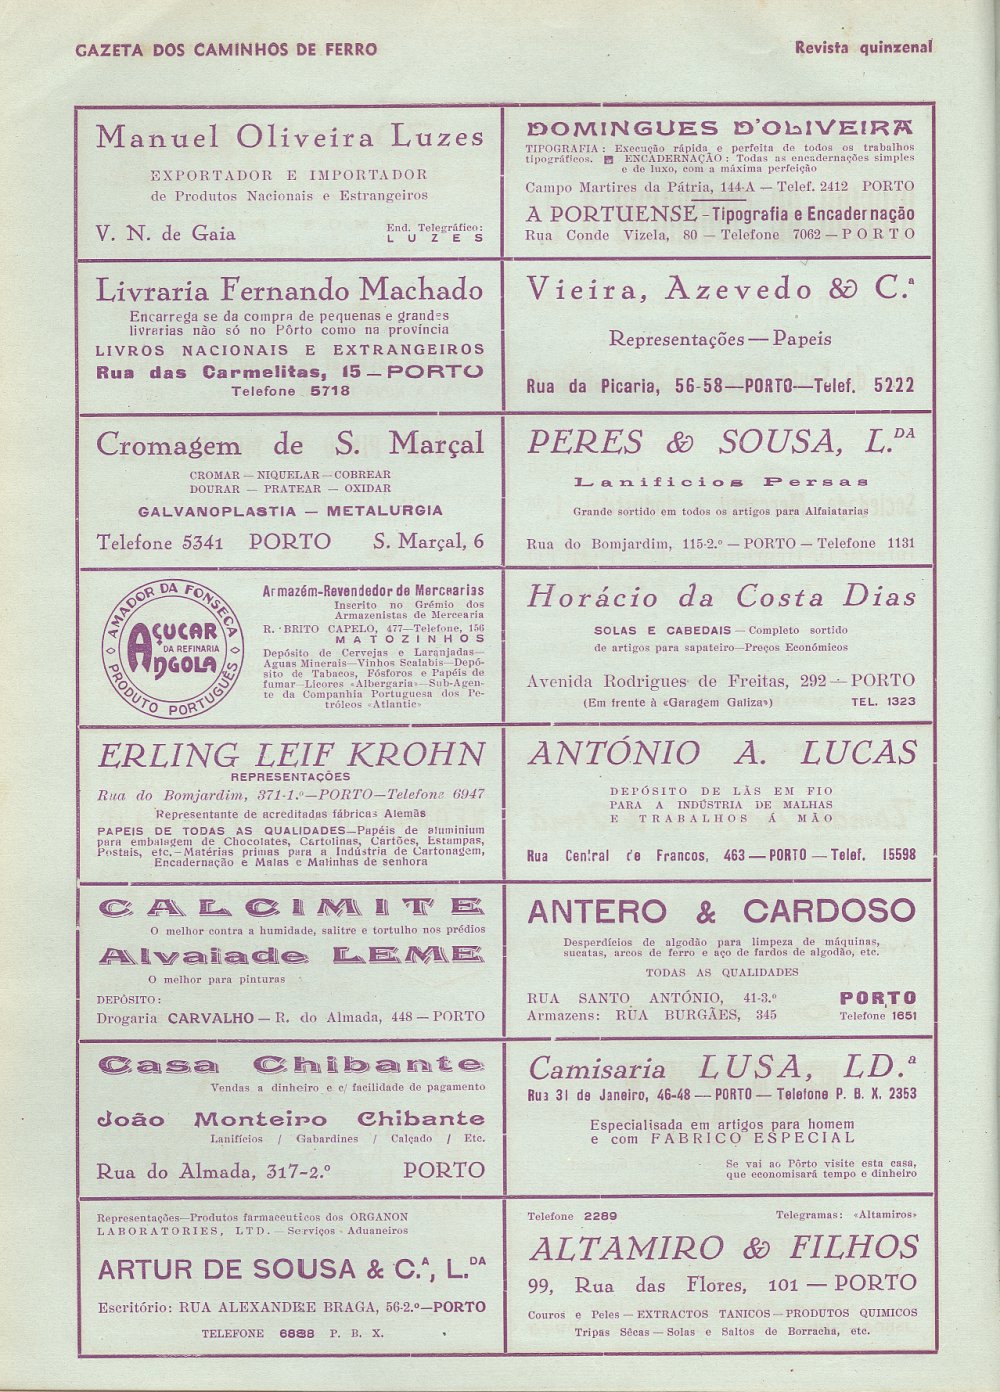 GAZETA DOS CAMINHOS DE FERRO
Revista quinzenal
Manuel Oliveira Luzes
EXPORTADOR E IMPORTADOR
de Produtos Nacionais e Estrangeiros
V. N. de Gaia
End. Telegráfico:
LUZES
DOMINGUES D'OLIVEIRA
TIPOGRAFIA: Execução rápida e perfeita de todos os trabalhos
tipográficos. ENCADERNAÇÃO: Todas as encadernações simples
e de luxo, com a máxima perfeição
Campo Martires da Pátria, 144-A — Telef. 2412 PORTO
A PORTUENSE - Tipografia e Encadernação
Rua Conde Vizela, 80 — Telefone 7062 — PORTO
Livraria Fernando Machado
Encarrega se da compra de pequenas e grandes
livrarias não só no Pôrto como na província
LIVROS NACIONAIS E EXTRANGEIROS
Rua das Carmelitas, 15 — PORTO
Telefone 5718
Vieira, Azevedo & C.ª
Representações — Papeis
Rua da Picaria, 56-58—PORTO—Telef. 5222
Cromagem de S. Marçal
CROMAR — NIQUELAR — COBREAR
DOURAR — PRATEAR — OXIDAR
GALVANOPLASTIA — METALURGIA
Telefone 5341 PORTO S. Marçal, 6
PERES & SOUSA, L.DA
Lanificios Persas
Grande sortido em todos os artigos para Alfaiatarias
Rua do Bomjardim, 115-2.º — PORTO — Telefone 1131
AMADOR DA FONSECA
AÇUCAR
DA REFINARIA
ANGOLA
PRODUTO PORTUGUÊS
Armazém-Revendedor de Mercearias
Inscrito no Grémio dos
Armazenistas de Mercearia
R. BRITO CAPELO, 477—Telefone, 156
MATOZINHOS
Depósito de Cervejas e Laranjadas—
Aguas Minerais—Vinhos Scalabis—Depó-
sito de Tabacos, Fósforos e Papéis de
fumar—Licores «Albergaria»—Sub-Agen-
te da Companhia Portuguesa dos Pe-
tróleos «Atlantic»
Horácio da Costa Dias
SOLAS E CABEDAIS — Completo sortido
de artigos para sapateiro—Preços Económicos
Avenida Rodrigues de Freitas, 292 — PORTO
(Em frente à «Garagem Galiza») TEL. 1323
ERLING LEIF KROHN
REPRESENTAÇÕES
Rua do Bomjardim, 371-1.º—PORTO—Telefone 6947
Representante de acreditadas fábricas Alemãs
PAPEIS DE TODAS AS QUALIDADES—Papéis de aluminium
para embalagem de Chocolates, Cartolinas, Cartões, Estampas,
Postais, etc.—Matérias primas para a Indústria de Cartonagem,
Encadernação e Malas e Malinhas de senhora
ANTÓNIO A. LUCAS
DEPÓSITO DE LÃS EM FIO
PARA A INDÚSTRIA DE MALHAS
E TRABALHOS Á MÃO
Rua Central de Francos, 463 — PORTO — Telef. 15598
CALCIMITE
O melhor contra a humidade, salitre e tortulho nos prédios
Alvaiade LEME
O melhor para pinturas
DEPÓSITO:
Drogaria CARVALHO — R. do Almada, 448 — PORTO
ANTERO & CARDOSO
Desperdícios de algodão para limpeza de máquinas,
sucatas, arcos de ferro e aço de fardos de algodão, etc.
TODAS AS QUALIDADES
RUA SANTO ANTÓNIO, 41-3.º PORTO
Armazens: RUA BURGÃES, 345 Telefone 1651
Casa Chibante
Vendas a dinheiro e c/ facilidade de pagamento
João Monteiro Chibante
Lanifícios / Gabardines / Calçado / Etc.
Rua do Almada, 317-2.º PORTO
Camisaria LUSA, LD.ª
Rua 31 de Janeiro, 46-48 — PORTO — Telefone P. B. X. 2353
Especialisada em artigos para homem
e com FABRICO ESPECIAL
Se vai ao Pôrto visite esta casa,
que economisará tempo e dinheiro
Representações—Produtos farmaceuticos dos ORGANON
LABORATORIES, LTD. — Serviços - Aduaneiros
ARTUR DE SOUSA & C.A, L.DA
Escritório: RUA ALEXANDRE BRAGA, 56-2.º—PORTO
TELEFONE 6888 P. B. X.
Telefone 2289 Telegramas: «Altamiros»
ALTAMIRO & FILHOS
99, Rua das Flores, 101 — PORTO
Couros e Peles — EXTRACTOS TANICOS — PRODUTOS QUIMICOS
Tripas Sêcas — Solas e Saltos de Borracha, etc.